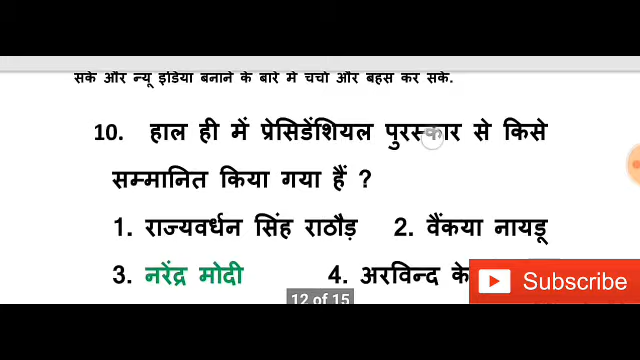 सके और न्यू इंडिया बनाने के बारे में चर्चा और बहस कर सके.
10. हाल ही में प्रेसिडेंशियल पुरस्कार से किसे
सम्मानित किया गया हैं ?
1. राज्यवर्धन सिंह राठौड़ 2. वैंकया नायडू
3. नरेंद्र मोदी 4. अरविन्द के
Subscribe
12 of 15